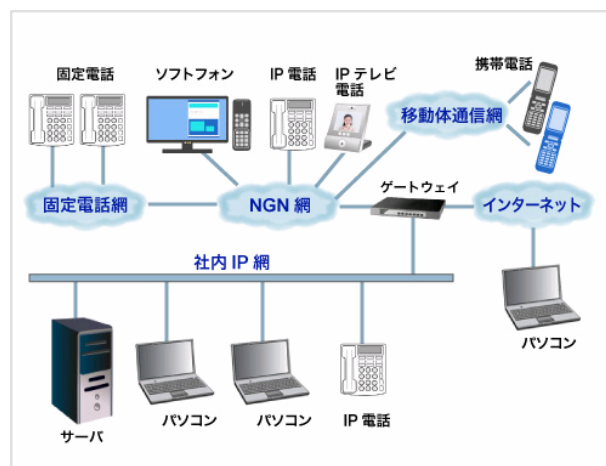 固定電話
ソフトフォン
IP 電話
IP テレビ
電話
携帯電話
移動体通信網
固定電話網
NGN 網
ゲートウェイ
インターネット
社内 IP 網
サーバ
パソコン
パソコン
IP 電話
パソコン